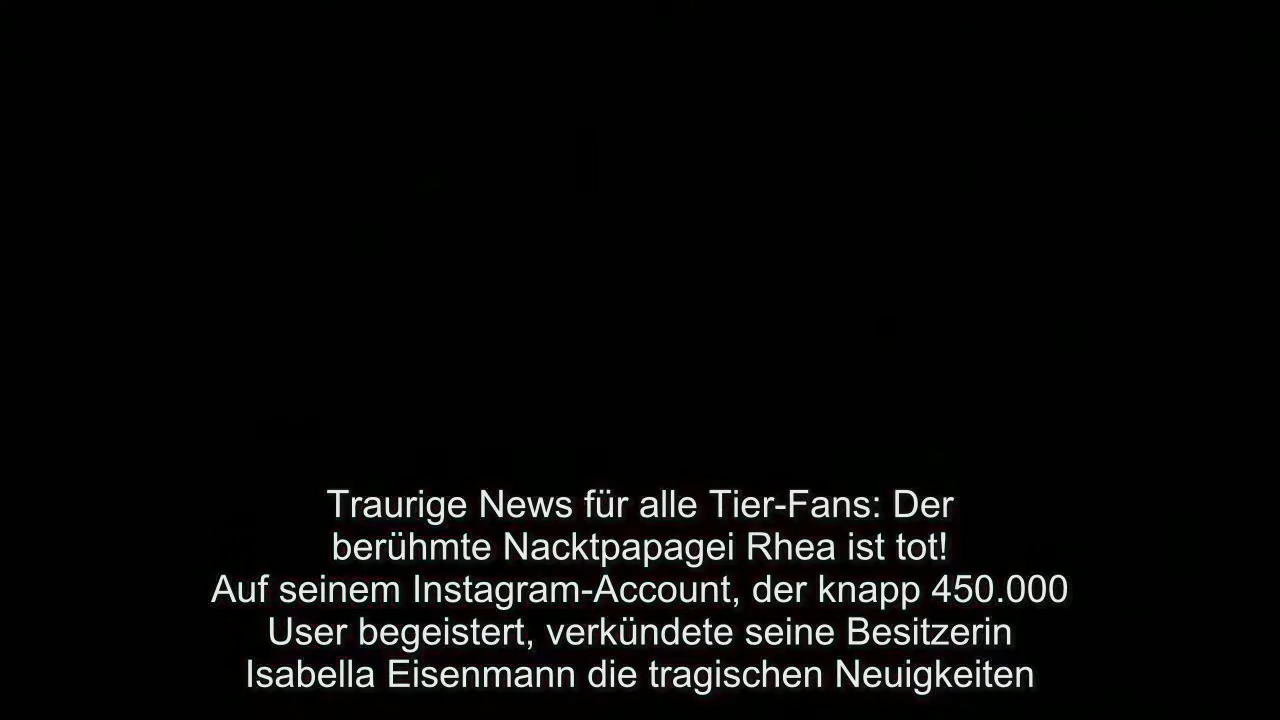 Traurige News für alle Tier-Fans: Der
berühmte Nacktpapagei Rhea ist tot!
Auf seinem Instagram-Account, der knapp 450.000
User begeistert, verkündete seine Besitzerin
Isabella Eisenmann die tragischen Neuigkeiten